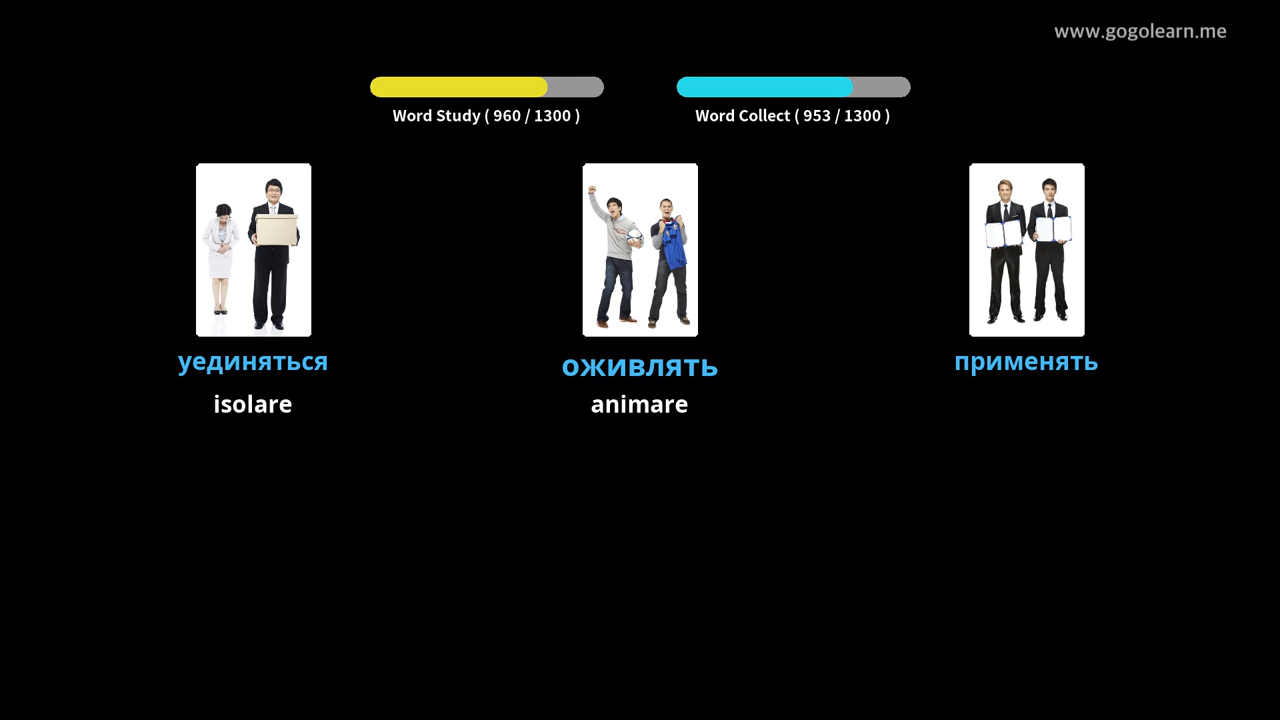 www.gogolearn.me
Word Study ( 960 / 1300 )
Word Collect ( 953 / 1300 )
уединяться
оживлять
применять
isolare
animare